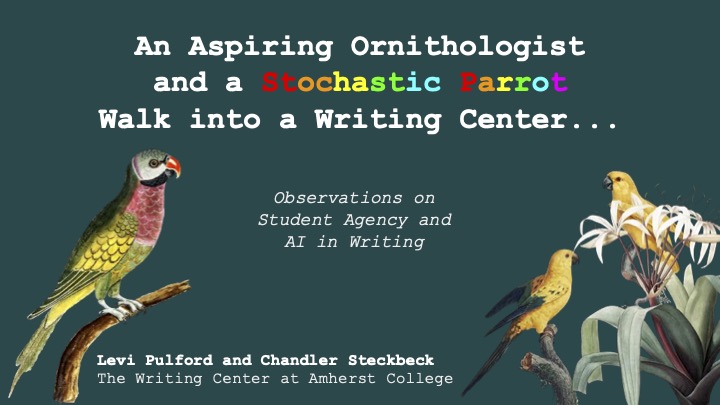 An Aspiring Ornithologist
and a Stochastic Parrot
Walk into a Writing Center...
Observations on
Student Agency and
AI in Writing
Levi Pulford and Chandler Steckbeck
The Writing Center at Amherst College